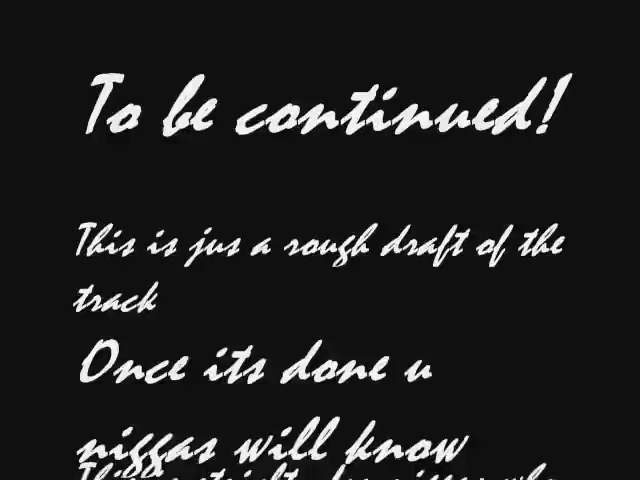 To be continued!
This is jus a rough draft of the
track
Once its done u
niggas will know